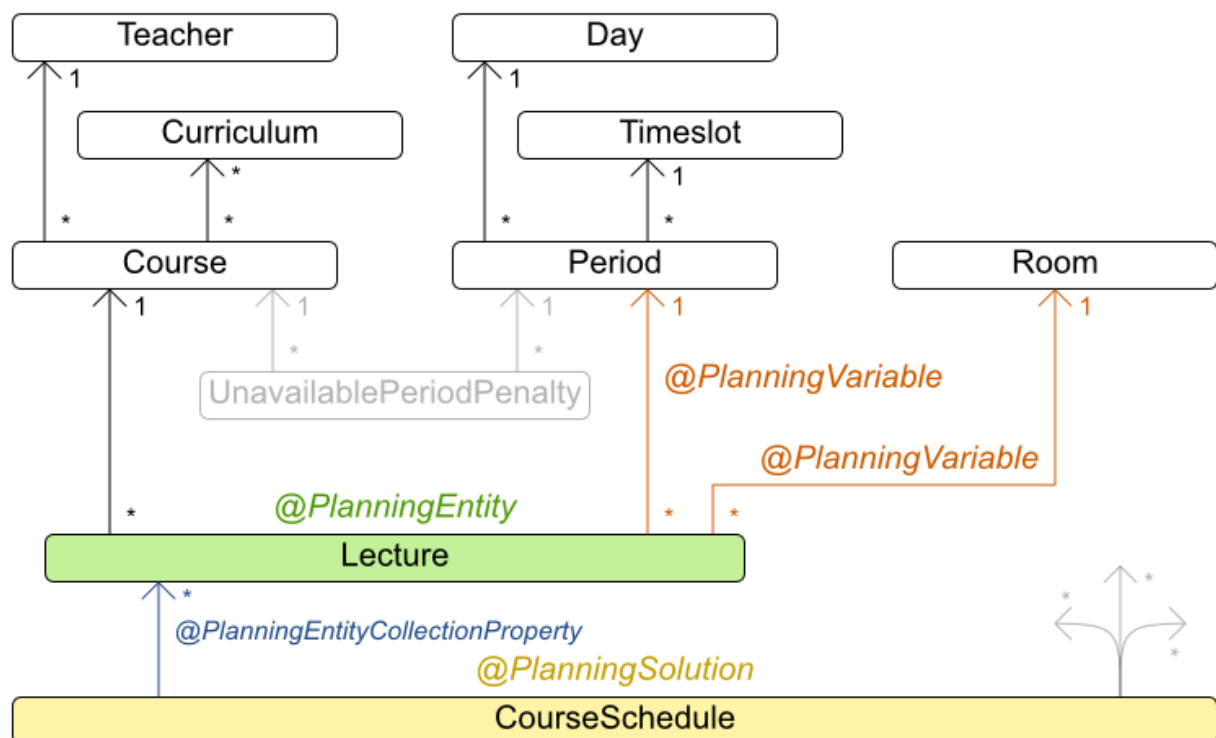 Teacher
Day
1
1
Curriculum
Timeslot
*
1
*
*
*
*
Course
Period
Room
1
1
1
1
1
*
*
UnavailablePeriodPenalty
@PlanningVariable
@PlanningVariable
@PlanningEntity
*
*
*
Lecture
*
*
*
*
@PlanningEntityCollectionProperty
@PlanningSolution
CourseSchedule